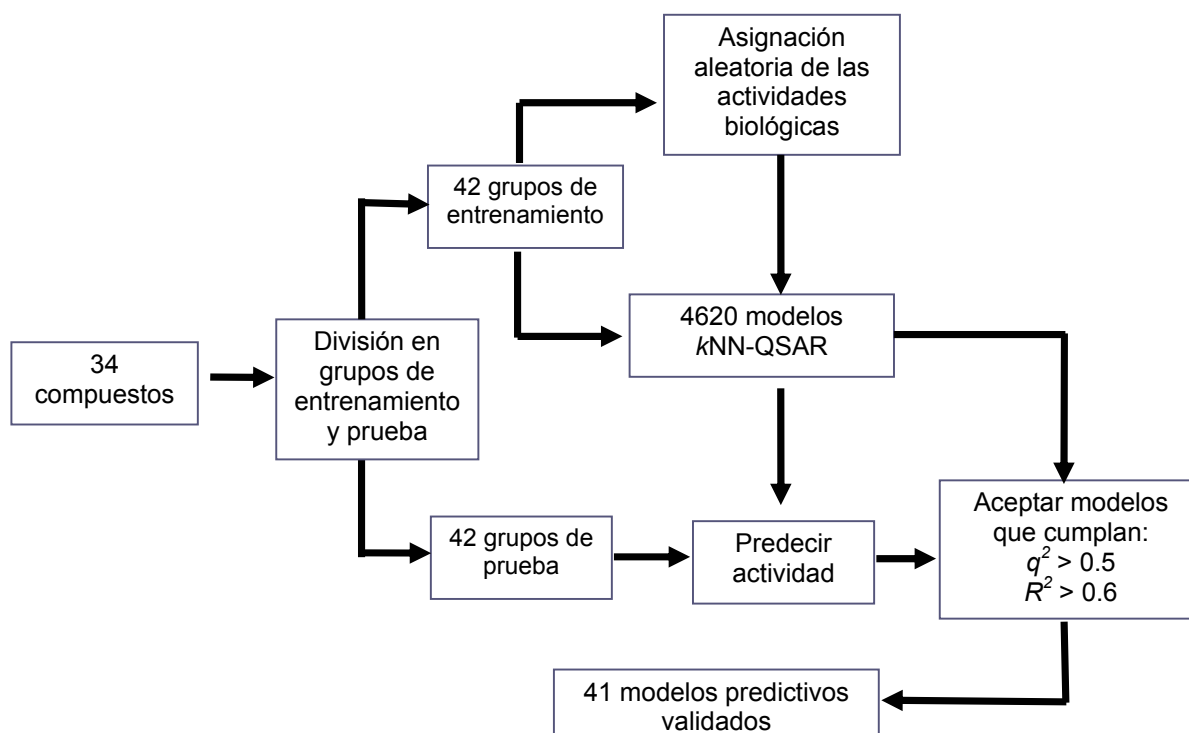 Asignación
aleatoria de las
actividades
biológicas
42 grupos de
entrenamiento
4620 modelos
kNN-QSAR
34
compuestos
División en
grupos de
entrenamiento
y prueba
42 grupos de
prueba
Predecir
actividad
Aceptar modelos
que cumplan:
q² > 0.5
R² > 0.6
41 modelos predictivos
validados